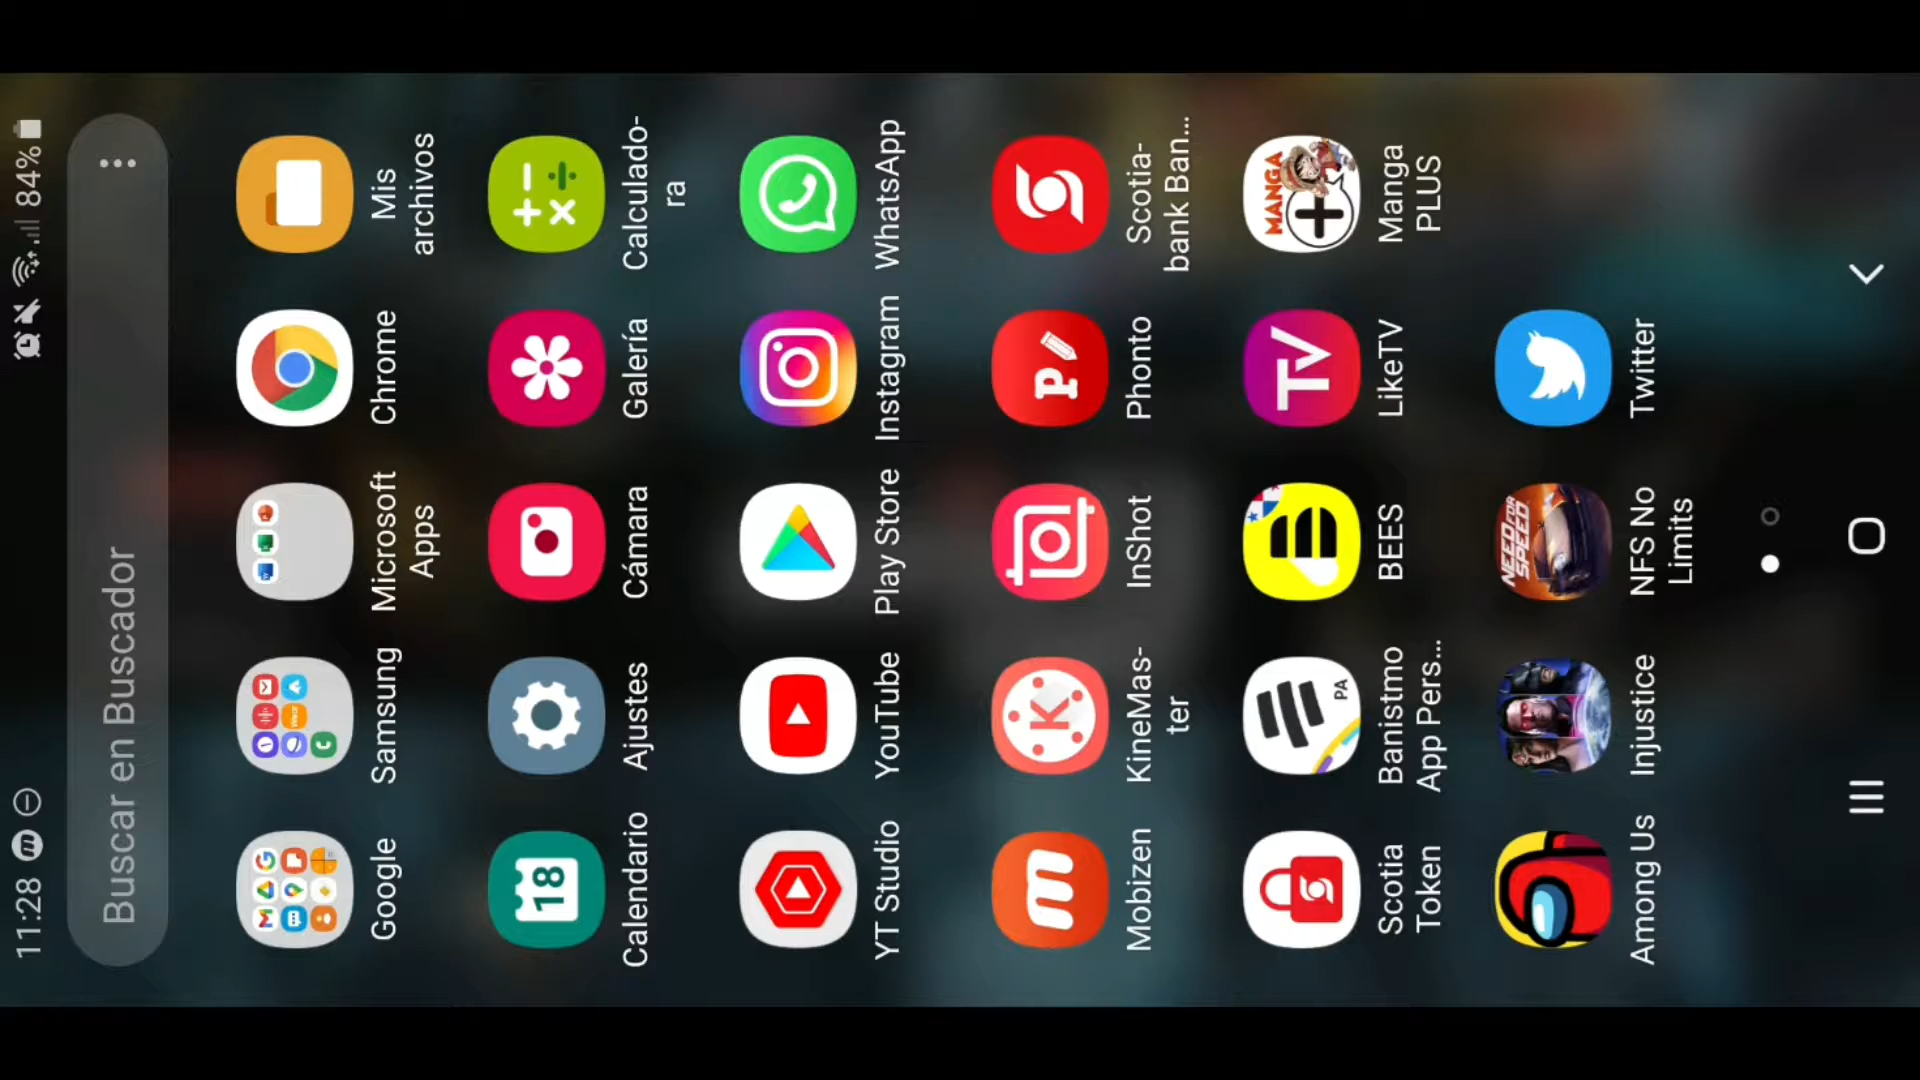 11:28 84%
Buscar en Buscador
Google
Samsung
Microsoft
Apps
Chrome
Mis
archivos
18
Calendario
Ajustes
Cámara
Galería
Calculado-
ra
YT Studio
YouTube
Play Store
Instagram
WhatsApp
m
Mobizen
K
KineMas-
ter
InShot
p
Phonto
Scotia-
bank Ban...
Scotia
Token
PA
Banistmo
App Pers...
BEES
TV
LikeTV
MANGA
Manga
PLUS
Among Us
Injustice
NEED FOR
SPEED
NFS No
Limits
Twitter